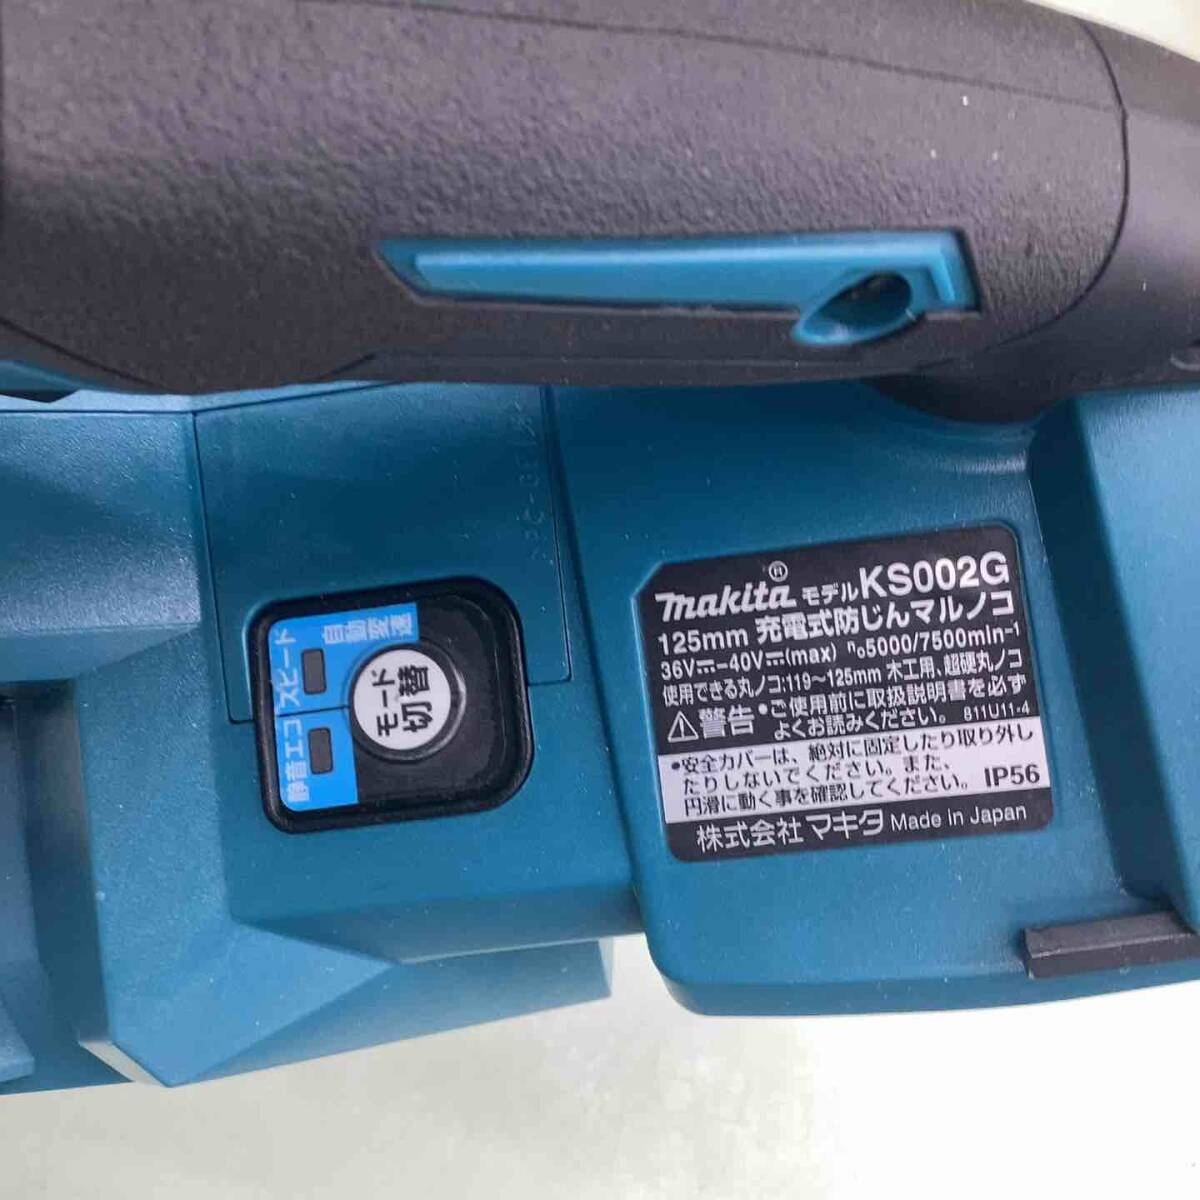 自動変速
スピード
静音エコ
モード
切替
makita® モデル KS002G
125mm 充電式防じんマルノコ
36V⎓-40V⎓(max) n₀5000/7500min⁻¹
使用できる丸ノコ:119〜125mm 木工用、超硬丸ノコ
⚠警告 •ご使用前に取扱説明書を必ず
よくお読みください。 811U11-4
•安全カバーは、絶対に固定したり取り外し
たりしないでください。また、
円滑に動く事を確認してください。 IP56
株式会社マキタ Made in Japan